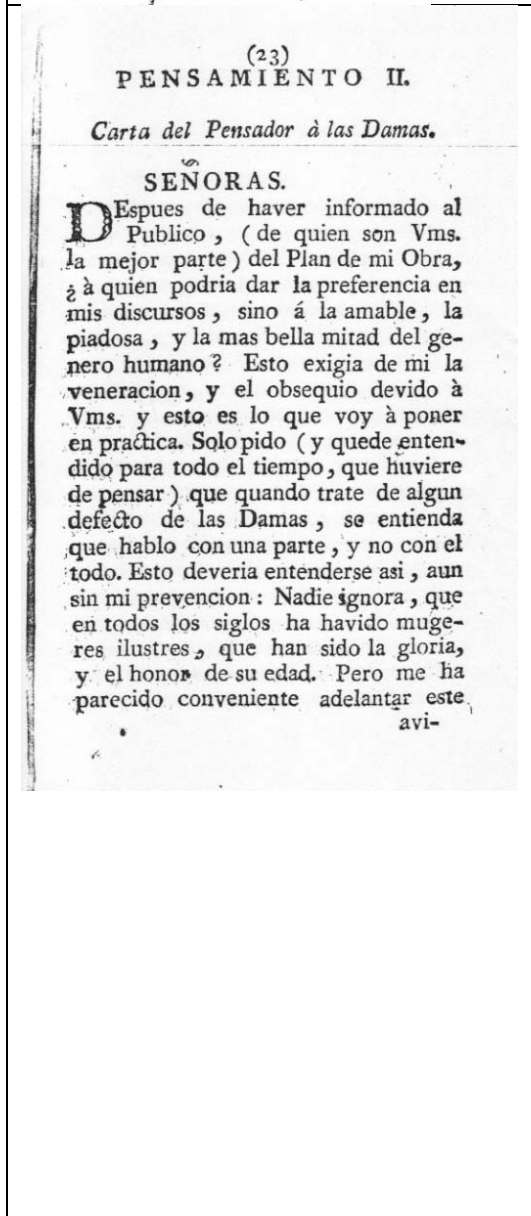 (23)
PENSAMIENTO II.
Carta del Pensador à las Damas.
SEÑORAS.
DEspues de haver informado al
Publico, (de quien son Vms.
la mejor parte) del Plan de mi Obra,
¿à quien podria dar la preferencia en
mis discursos, sino á la amable, la
piadosa, y la mas bella mitad del ge-
nero humano? Esto exigia de mi la
veneracion, y el obsequio devido à
Vms. y esto es lo que voy à poner
en practica. Solo pido (y quede enten-
dido para todo el tiempo, que huviere
de pensar) que quando trate de algun
defecto de las Damas, se entienda
que hablo con una parte, y no con el
todo. Esto deveria entenderse asi, aun
sin mi prevencion: Nadie ignora, que
en todos los siglos ha havido muge-
res ilustres, que han sido la gloria,
y el honor de su edad. Pero me ha
parecido conveniente adelantar este
avi-